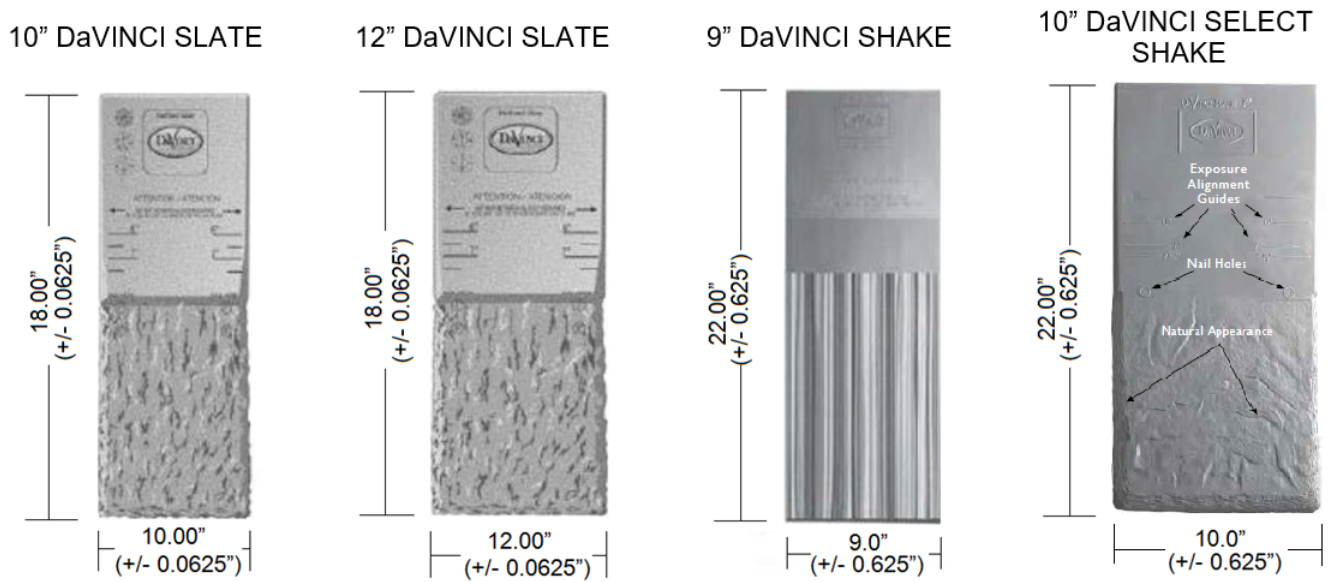 10” DaVINCI SLATE
18.00”
(+/- 0.0625”)
DAVINCI
ATTENTION / ATENCION
10.00”
(+/- 0.0625”)
12” DaVINCI SLATE
18.00”
(+/- 0.0625”)
DAVINCI
ATTENTION / ATENCION
12.00”
(+/- 0.0625”)
9” DaVINCI SHAKE
22.00”
(+/- 0.625”)
9.0”
(+/- 0.625”)
10” DaVINCI SELECT
SHAKE
22.00”
(+/- 0.625”)
DAVINCI
Exposure
Alignment
Guides
Nail Holes
Natural Appearance
10.0”
(+/- 0.625”)